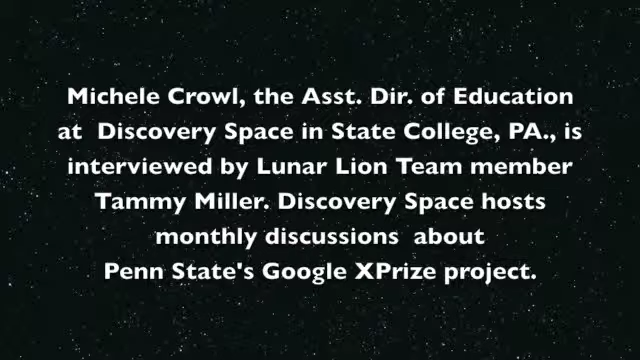 Michele Crowl, the Asst. Dir. of Education
at  Discovery Space in State College, PA., is
interviewed by Lunar Lion Team member
Tammy Miller. Discovery Space hosts
monthly discussions  about
Penn State's Google XPrize project.